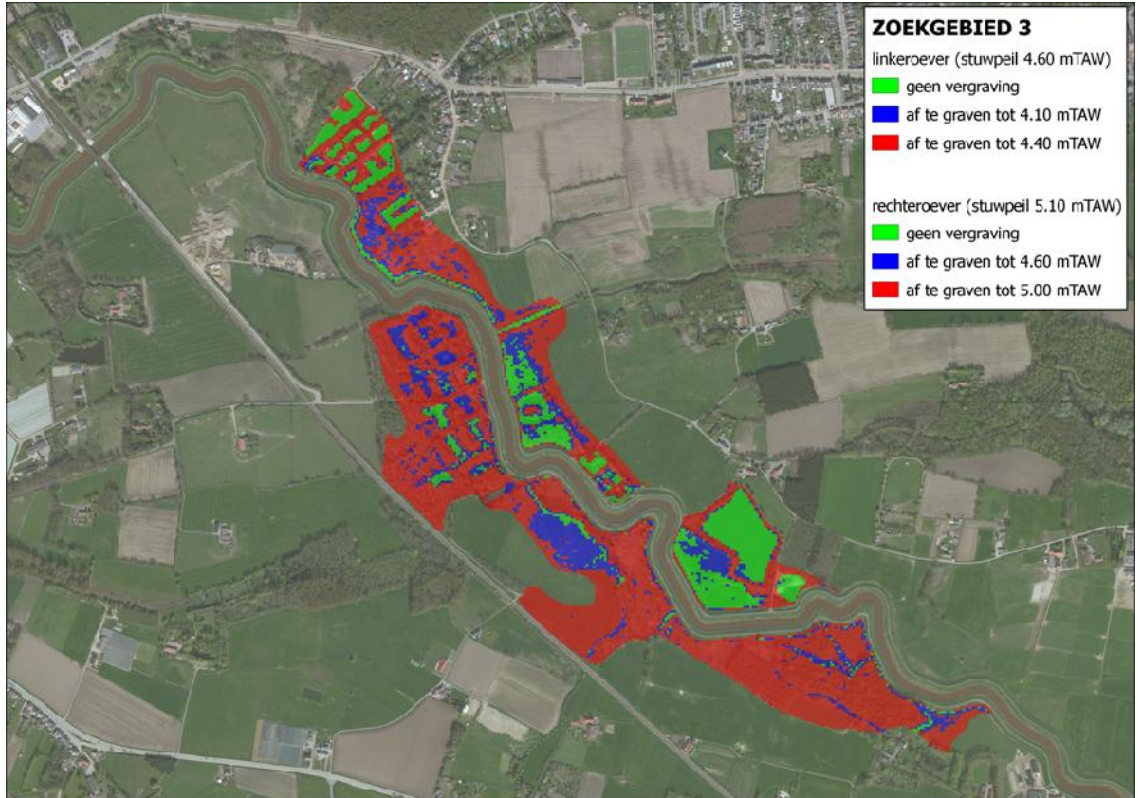 ZOEKGEBIED 3
linkeroever (stuwpeil 4.60 mTAW)
geen vergraving
af te graven tot 4.10 mTAW
af te graven tot 4.40 mTAW
rechteroever (stuwpeil 5.10 mTAW)
geen vergraving
af te graven tot 4.60 mTAW
af te graven tot 5.00 mTAW